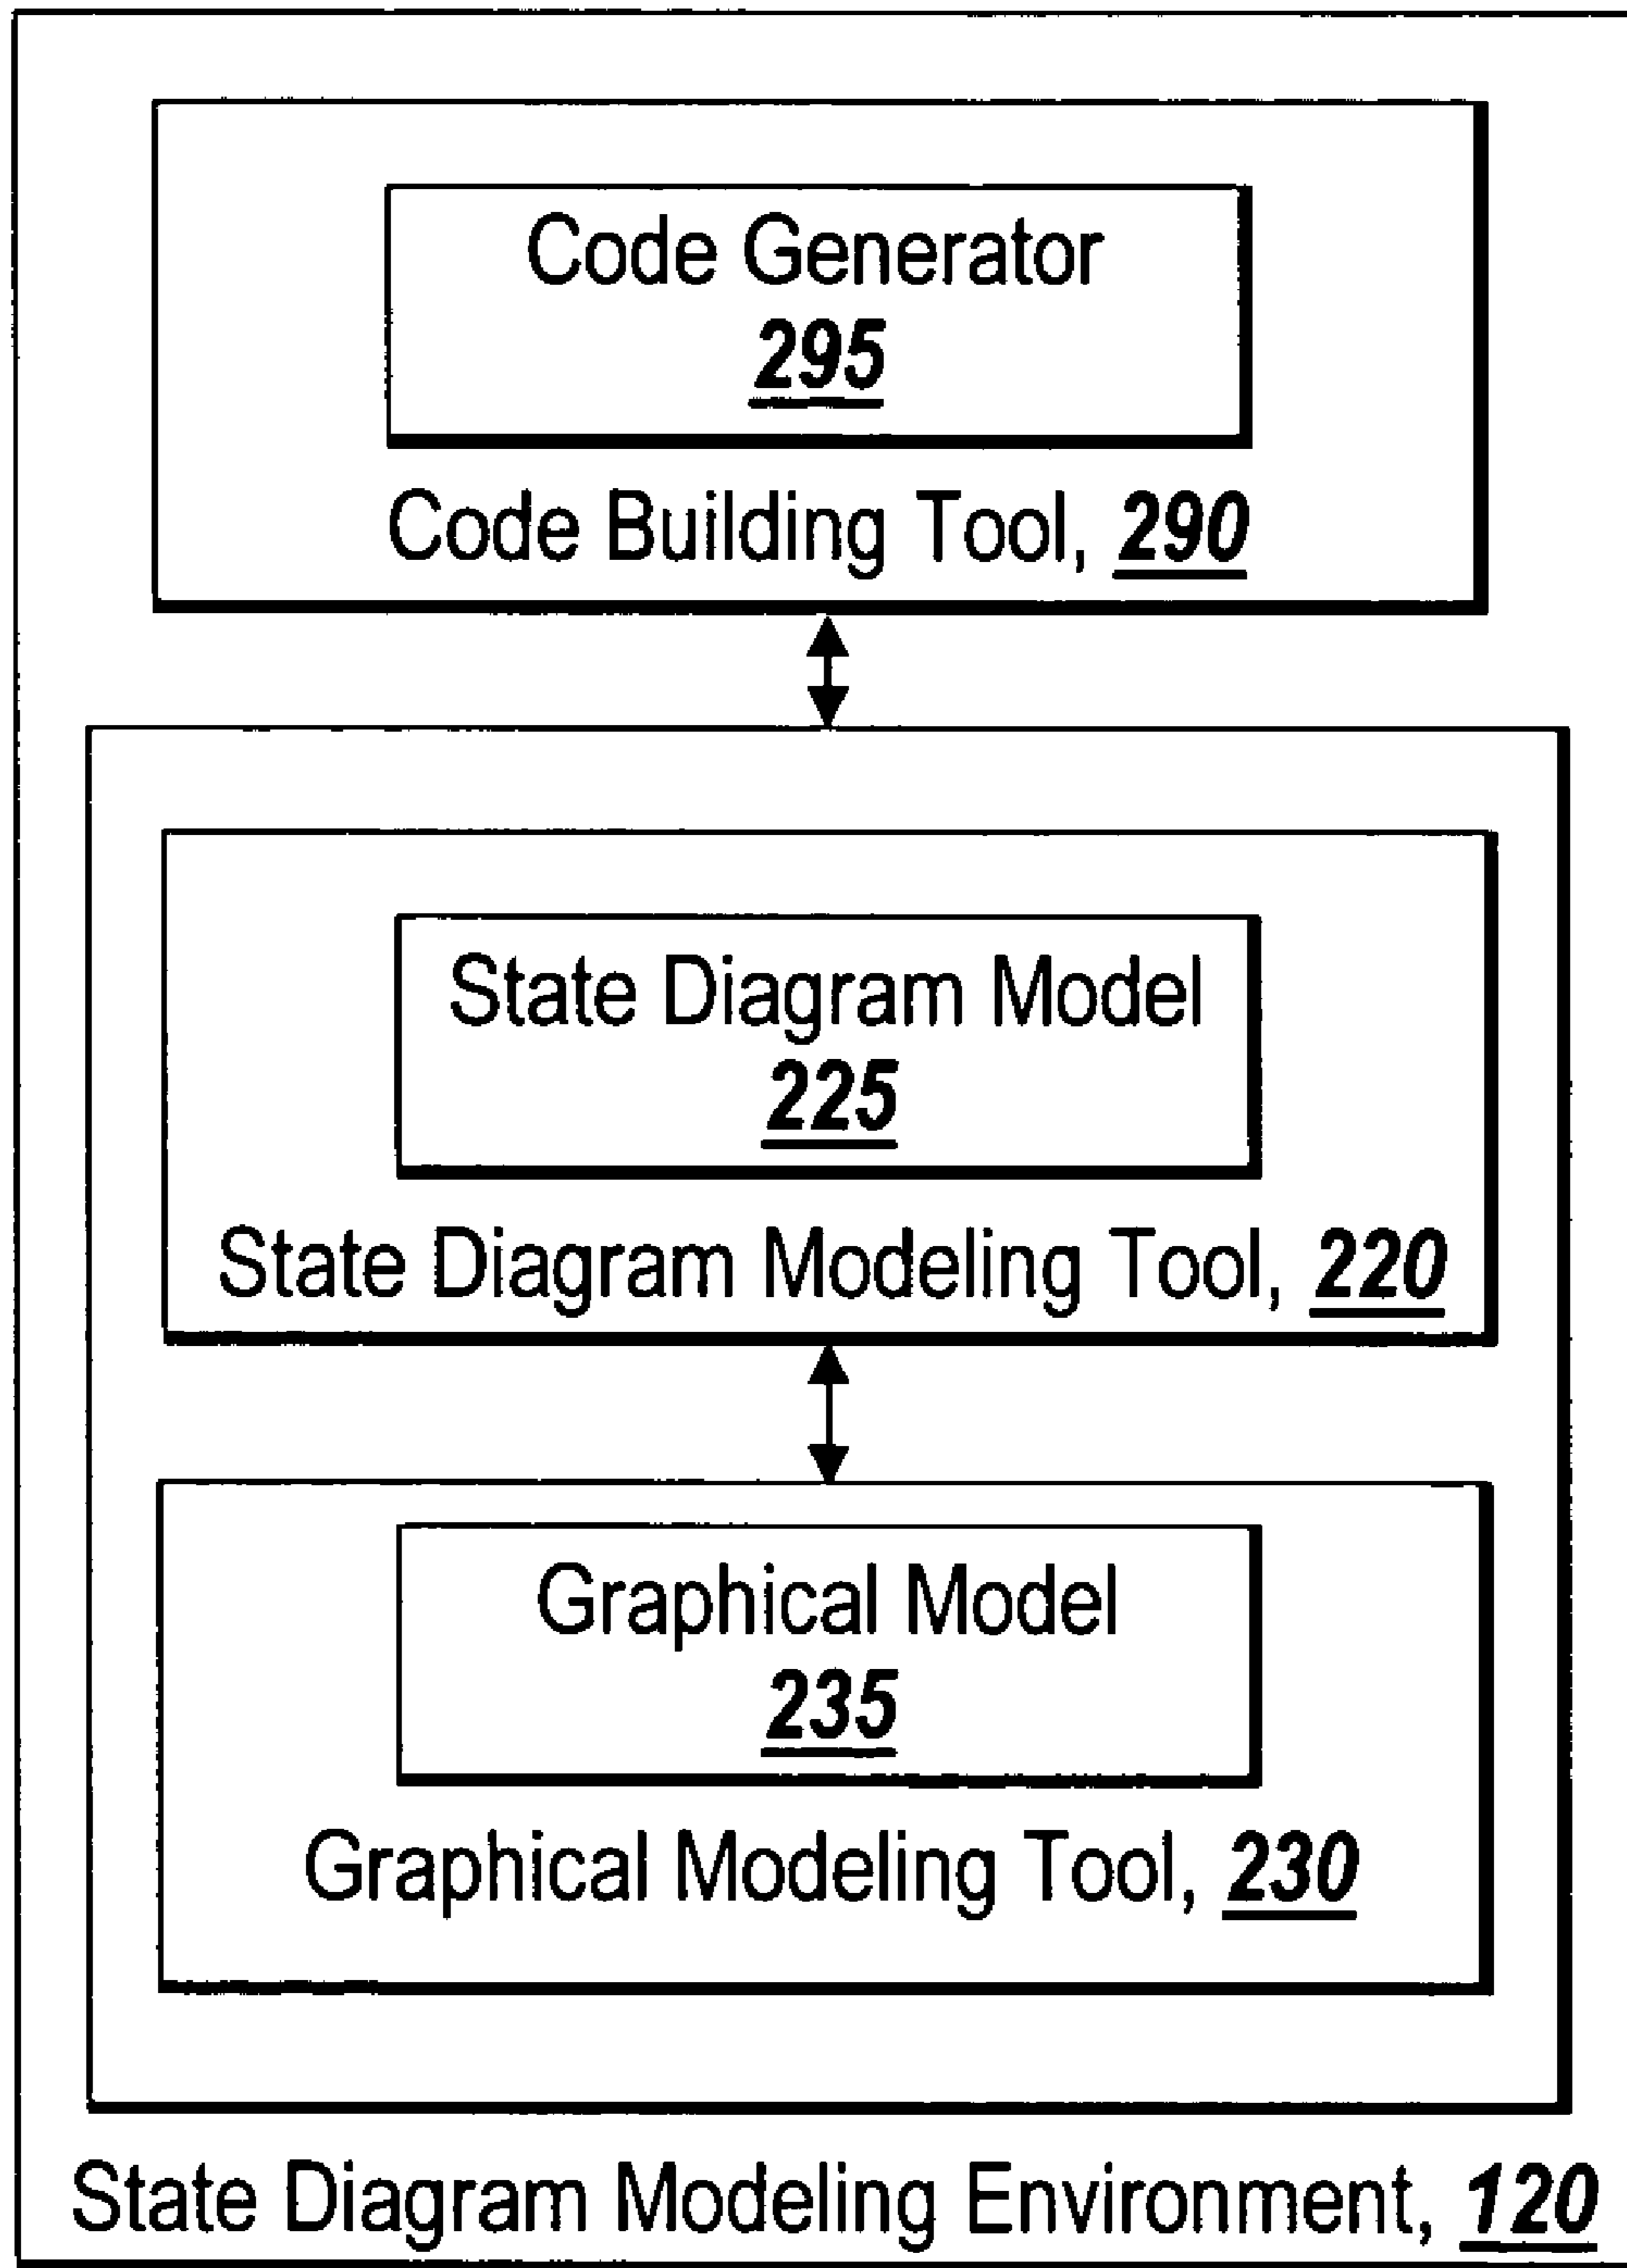 Code Generator
295
Code Building Tool, 290
State Diagram Model
225
State Diagram Modeling Tool, 220
Graphical Model
235
Graphical Modeling Tool, 230
State Diagram Modeling Environment, 120